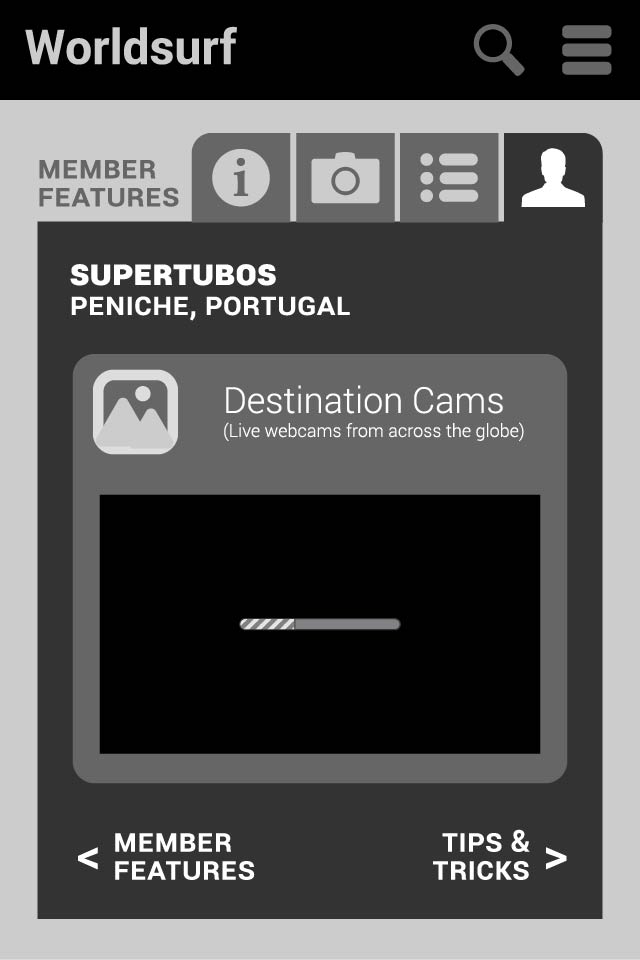 Worldsurf
MEMBER
FEATURES
SUPERTUBOS
PENICHE, PORTUGAL
Destination Cams
(Live webcams from across the globe)
< MEMBER
FEATURES
TIPS &
TRICKS >